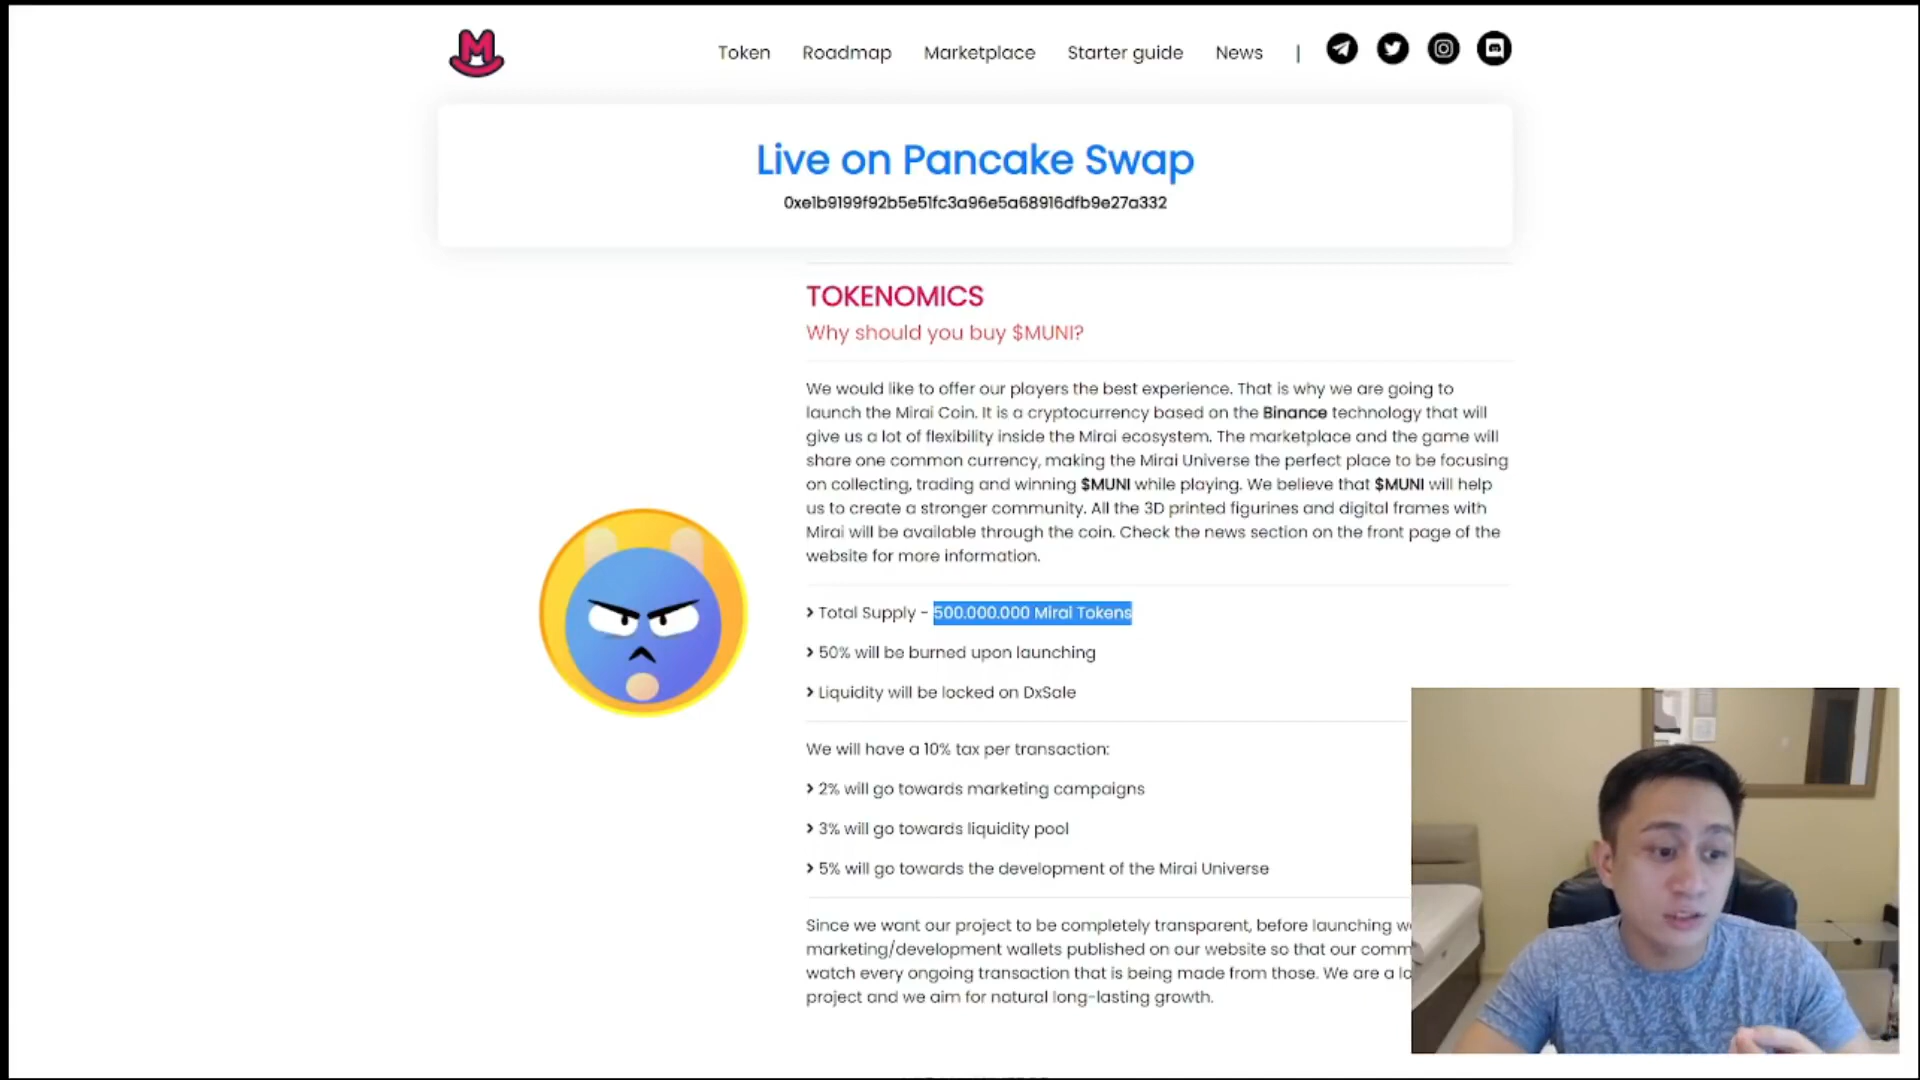 M
Token Roadmap Marketplace Starter guide News |
Live on Pancake Swap
0xe1b9199f92b5e51fc3a96e5a68916dfb9e27a332
TOKENOMICS
Why should you buy $MUNI?
We would like to offer our players the best experience. That is why we are going to
launch the Mirai Coin. It is a cryptocurrency based on the Binance technology that will
give us a lot of flexibility inside the Mirai ecosystem. The marketplace and the game will
share one common currency, making the Mirai Universe the perfect place to be focusing
on collecting, trading and winning $MUNI while playing. We believe that $MUNI will help
us to create a stronger community. All the 3D printed figurines and digital frames with
Mirai will be available through the coin. Check the news section on the front page of the
website for more information.
> Total Supply - 500.000.000 Mirai Tokens
> 50% will be burned upon launching
> Liquidity will be locked on DxSale
We will have a 10% tax per transaction:
> 2% will go towards marketing campaigns
> 3% will go towards liquidity pool
> 5% will go towards the development of the Mirai Universe
Since we want our project to be completely transparent, before launching
marketing/development wallets published on our website so that our
watch every ongoing transaction that is being made from those. We are a
project and we aim for natural long-lasting growth.